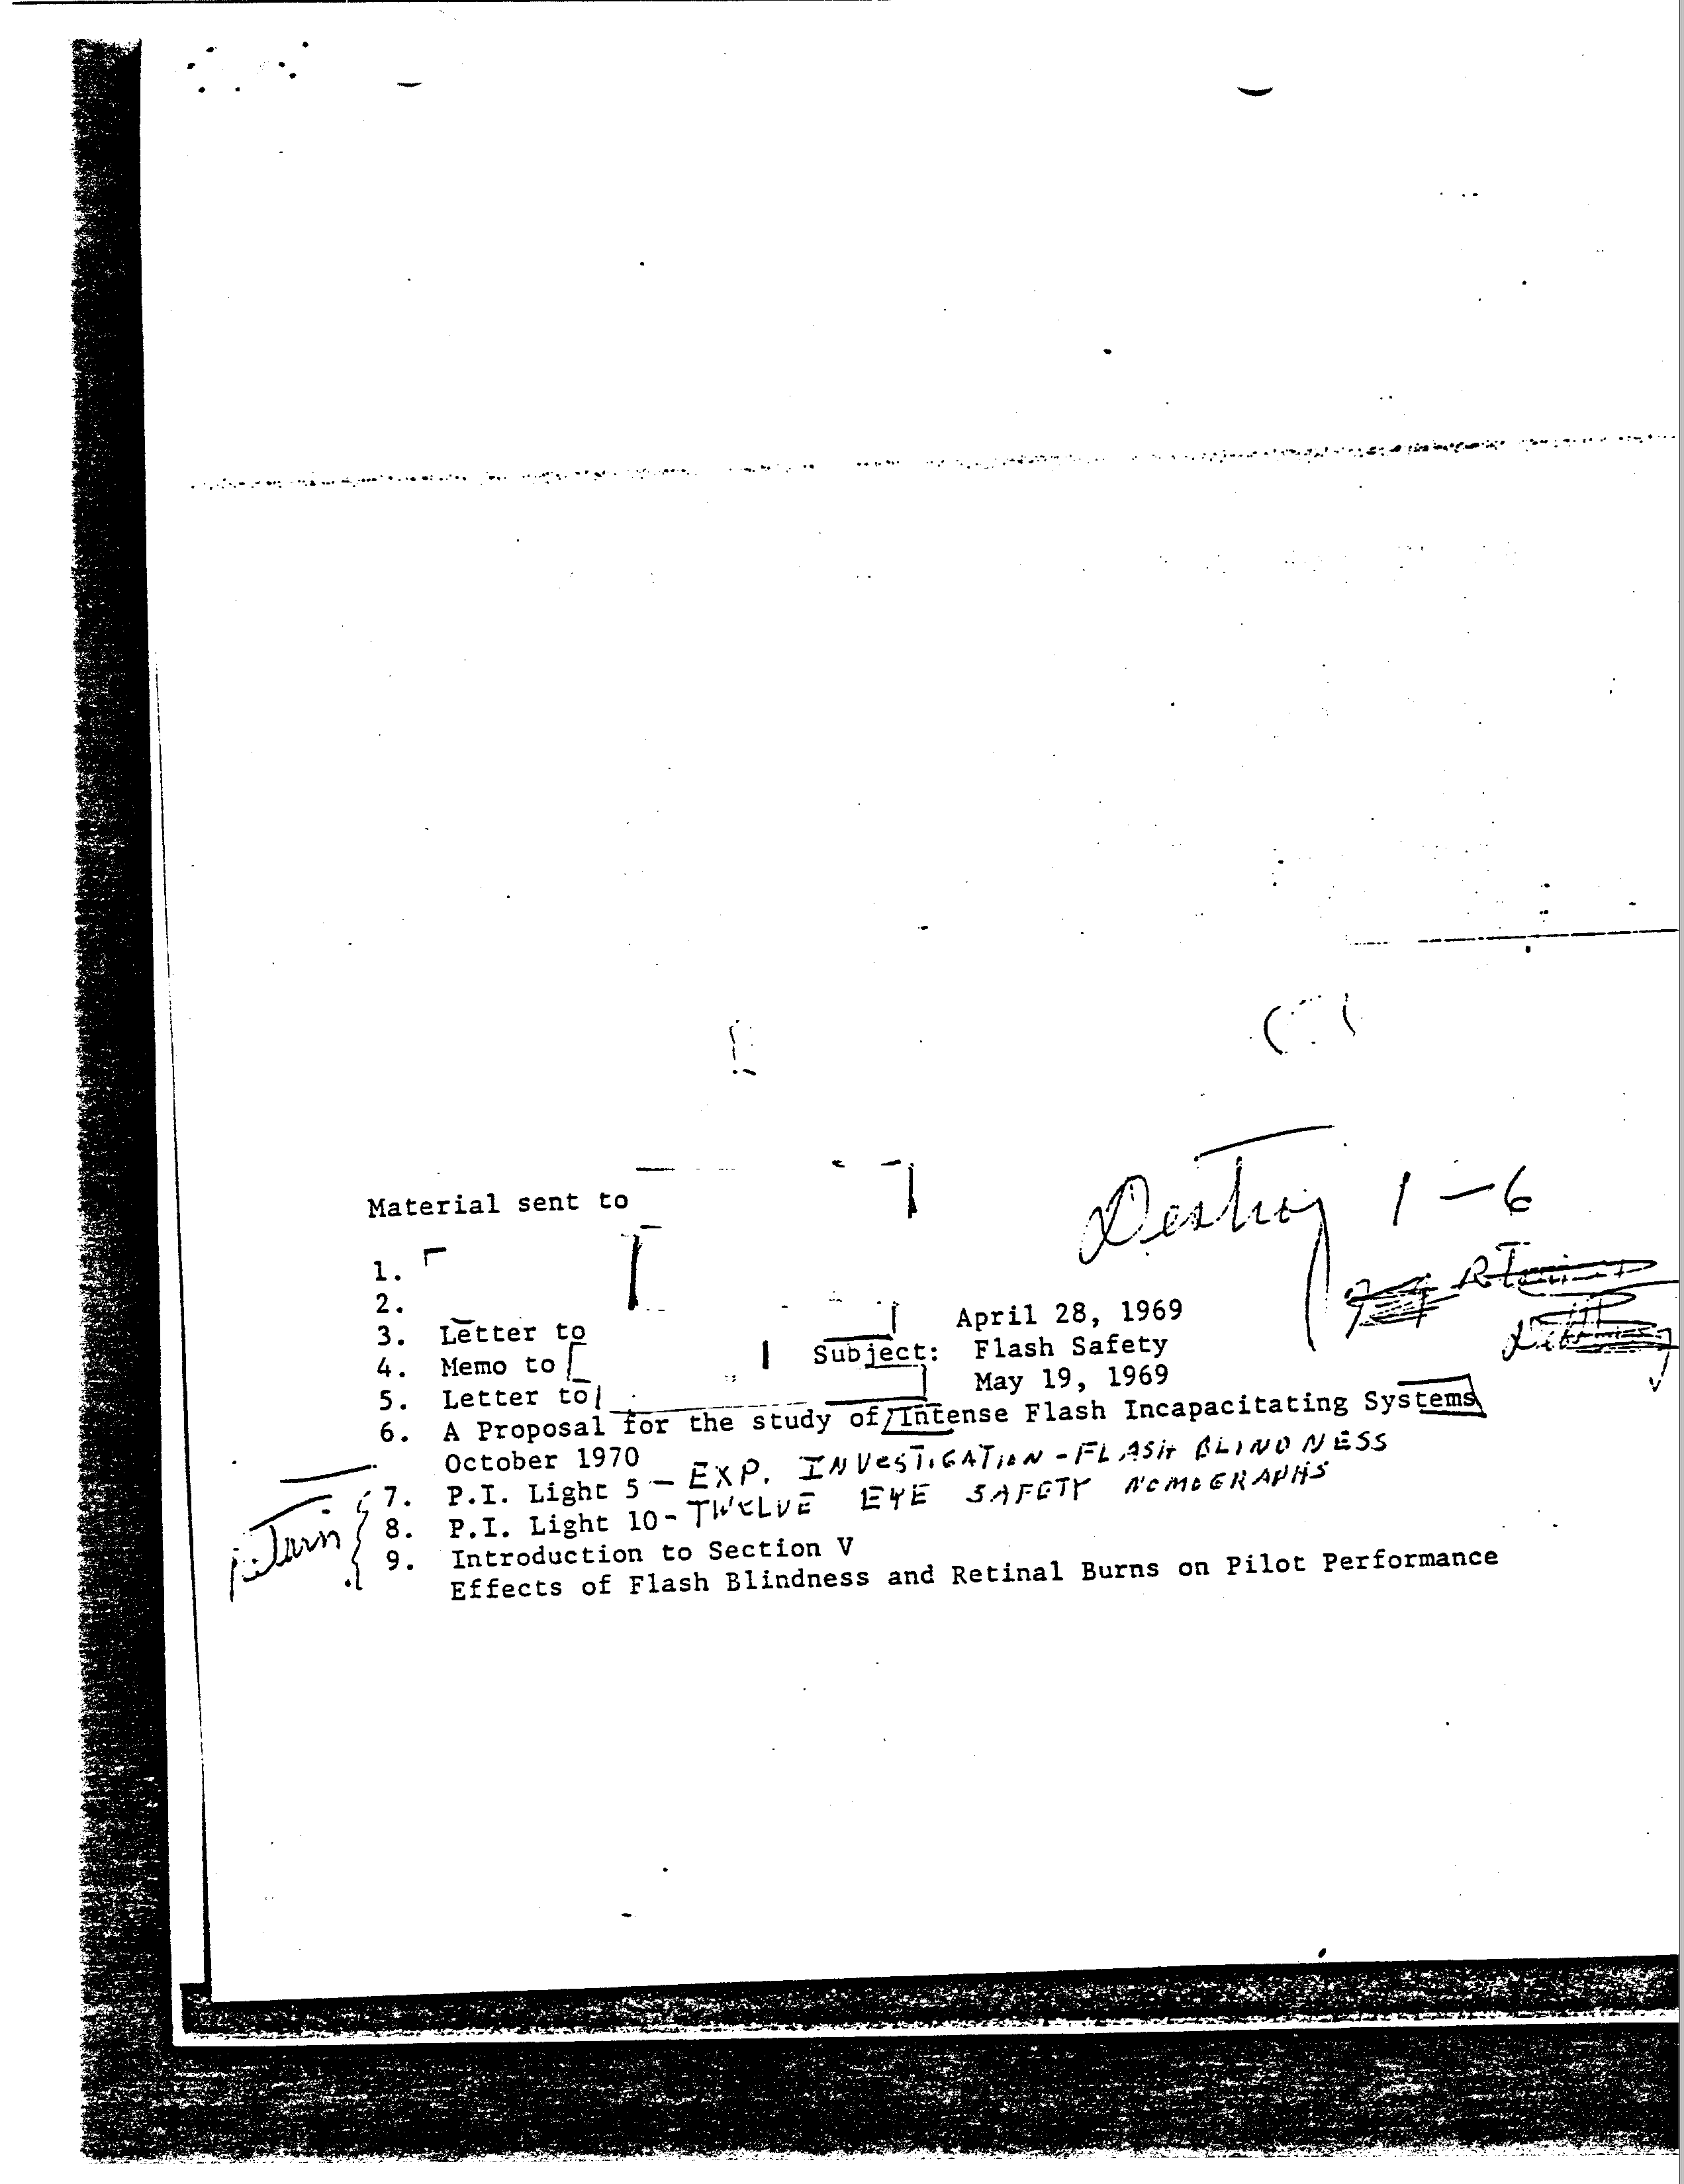 Material sent to
Destroy 1-6
1.
2.
3. Letter to April 28, 1969
4. Memo to Subject: Flash Safety
5. Letter to May 19, 1969
6. A Proposal for the study of Intense Flash Incapacitating Systems
October 1970
7. P.I. Light 5 - EXP. INVESTIGATION - FLASH BLINDNESS
8. P.I. Light 10 - TWELVE EYE SAFETY NOMOGRAPHS
return
9. Introduction to Section V
Effects of Flash Blindness and Retinal Burns on Pilot Performance